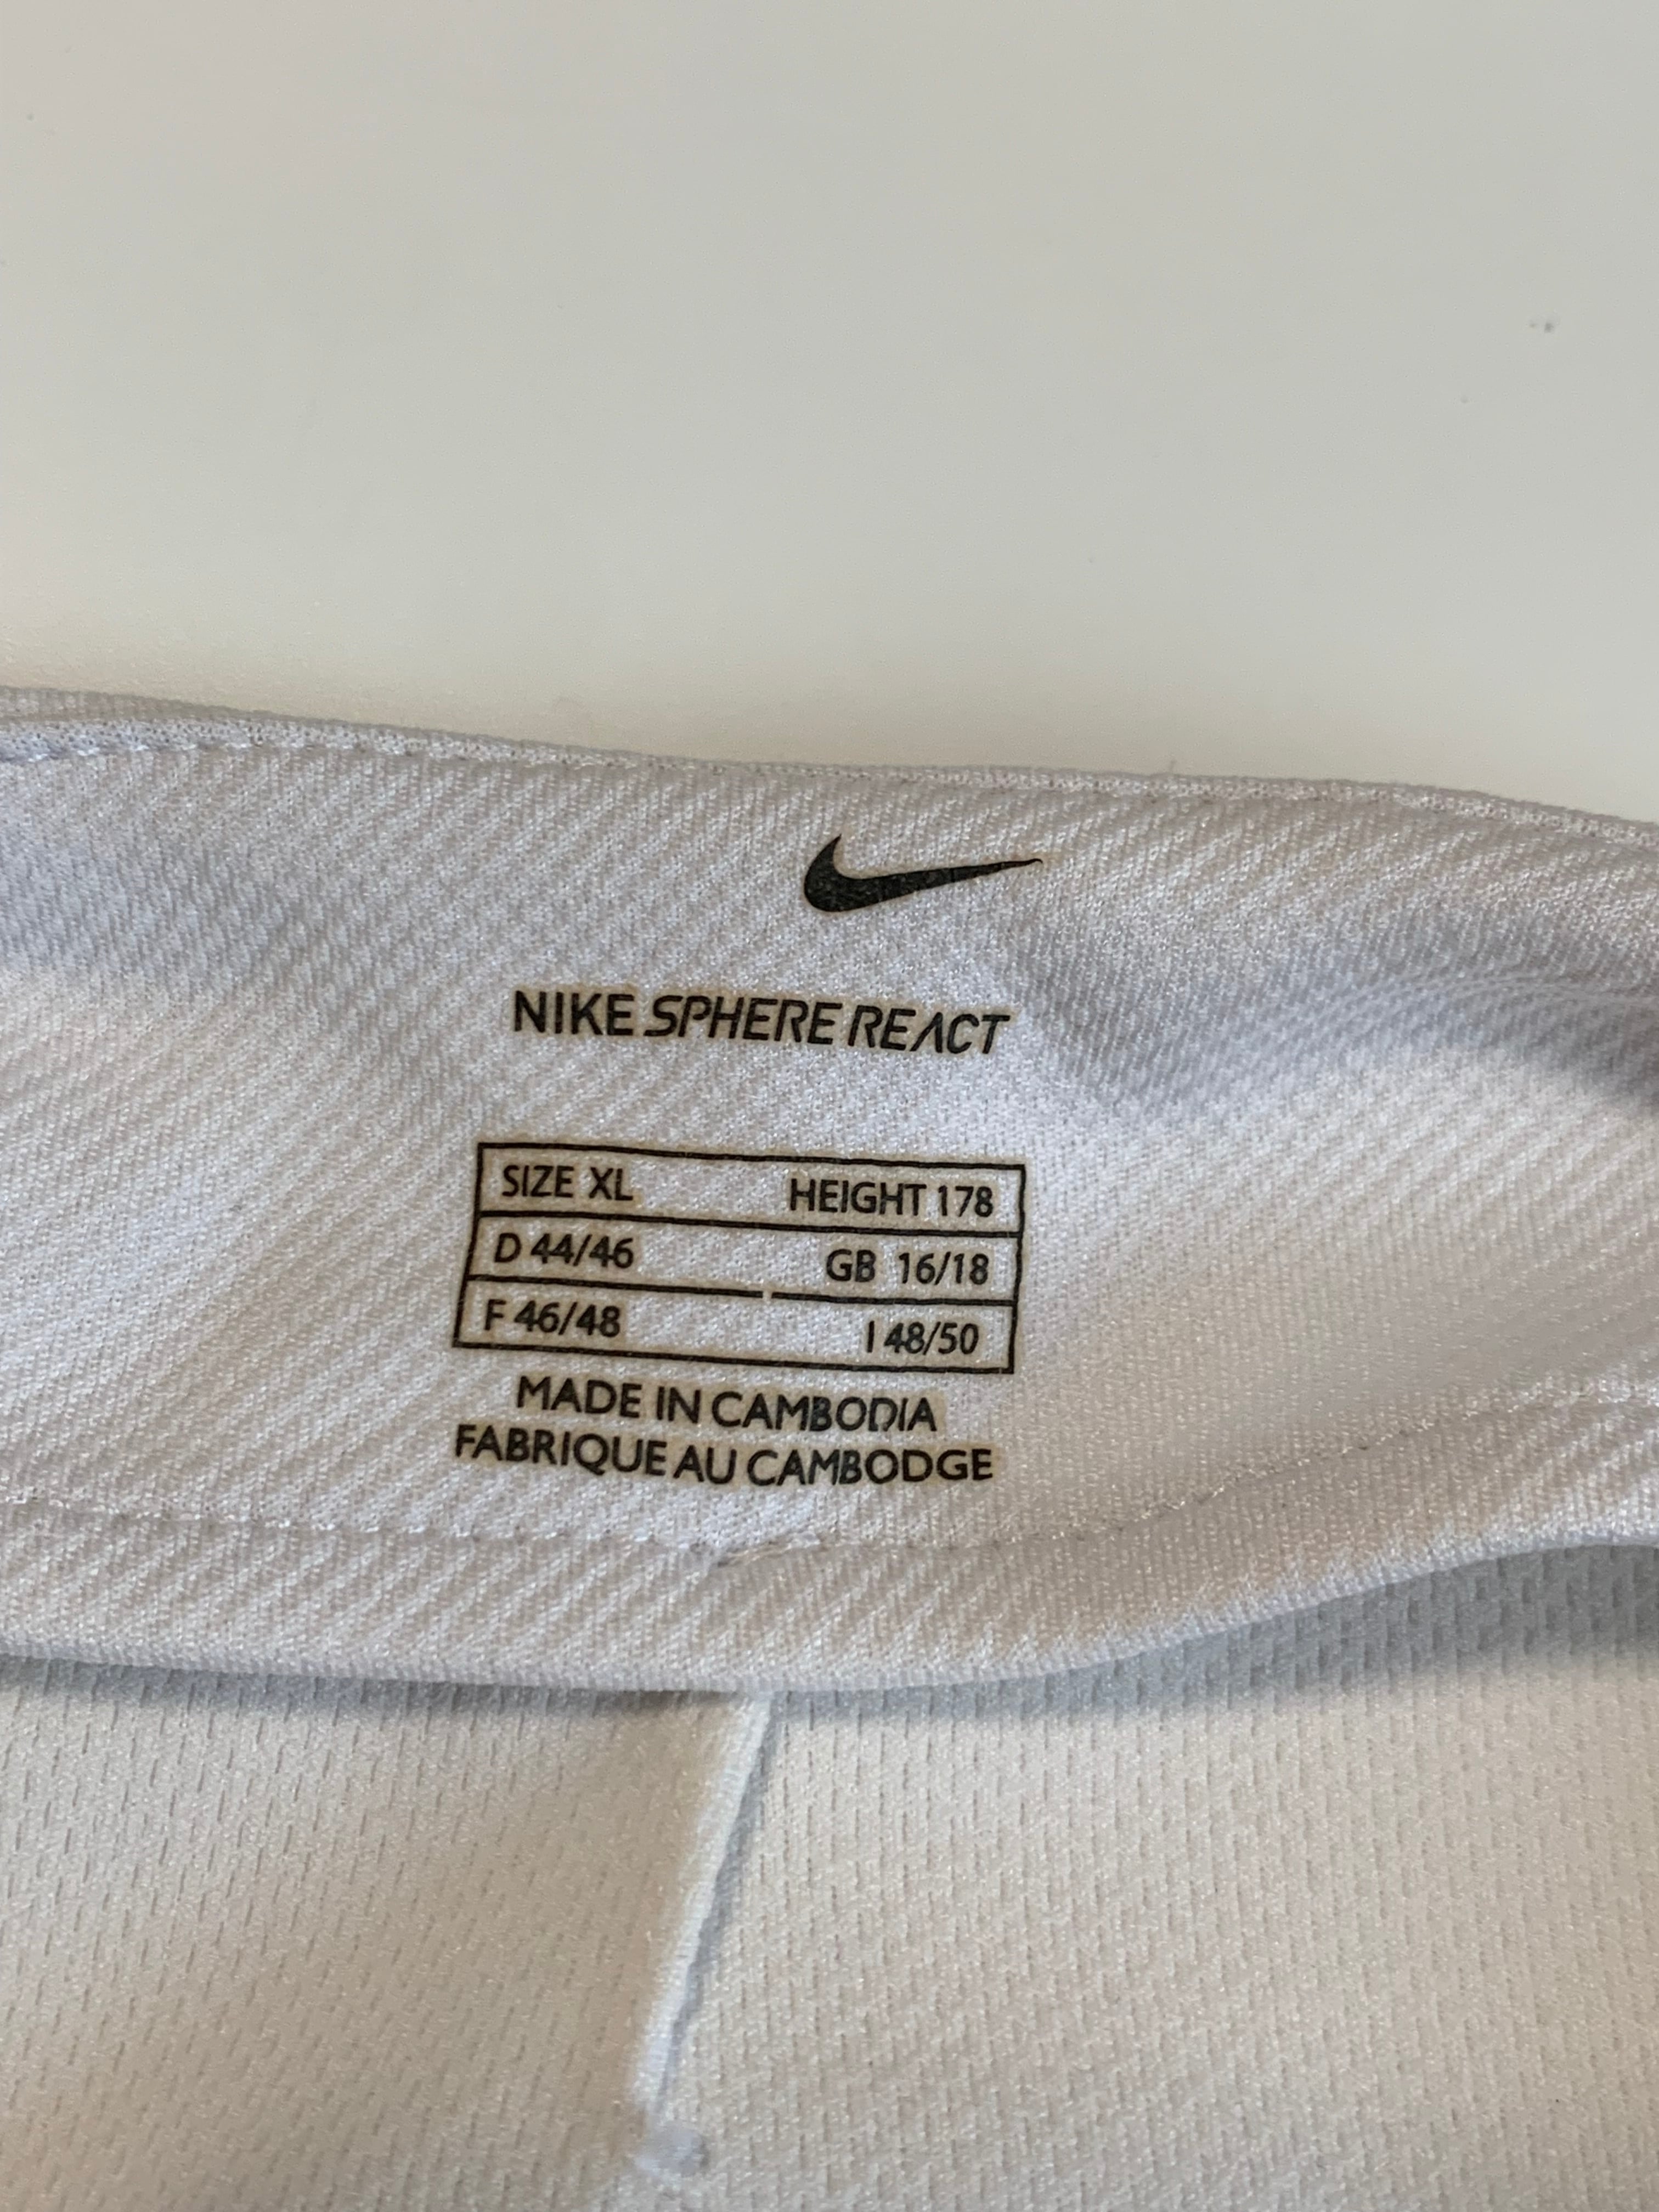 NIKE SPHERE REACT
SIZE XL HEIGHT 178
D 44/46 GB 16/18
F 46/48 I 48/50
MADE IN CAMBODIA
FABRIQUE AU CAMBODGE